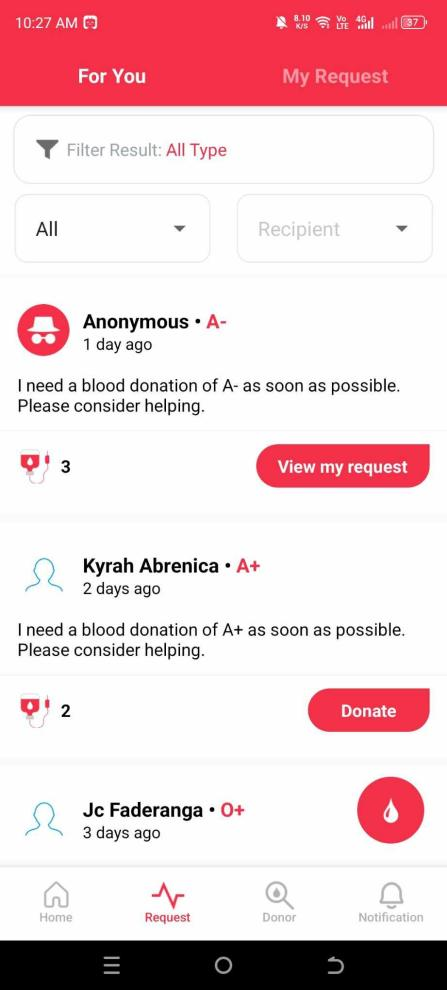 10:27 AM
8.10 K/S Vo LTE 4G 37
For You My Request
Filter Result: All Type
All Recipient
Anonymous • A-
1 day ago
I need a blood donation of A- as soon as possible.
Please consider helping.
3 View my request
Kyrah Abrenica • A+
2 days ago
I need a blood donation of A+ as soon as possible.
Please consider helping.
2 Donate
Jc Faderanga • O+
3 days ago
Home Request Donor Notification